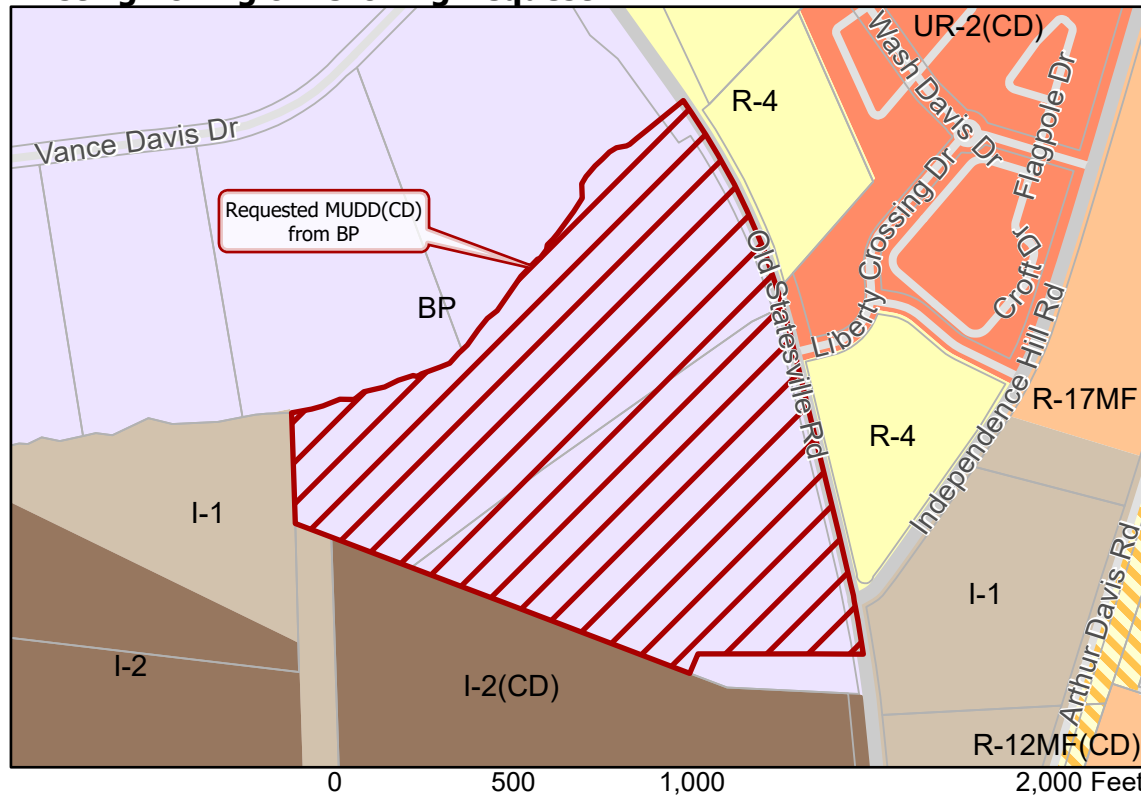 UR-2(CD)
Wash Davis Dr
Flagpole Dr
R-4
Vance Davis Dr
Requested MUDD(CD)
from BP
Old Statesville Rd
Liberty Crossing Dr
Croft Dr
BP
Independence Hill Rd
R-17MF
R-4
I-1
I-1
Arthur Davis Rd
I-2
I-2(CD)
R-12MF(CD)
0 500 1,000 2,000 Feet